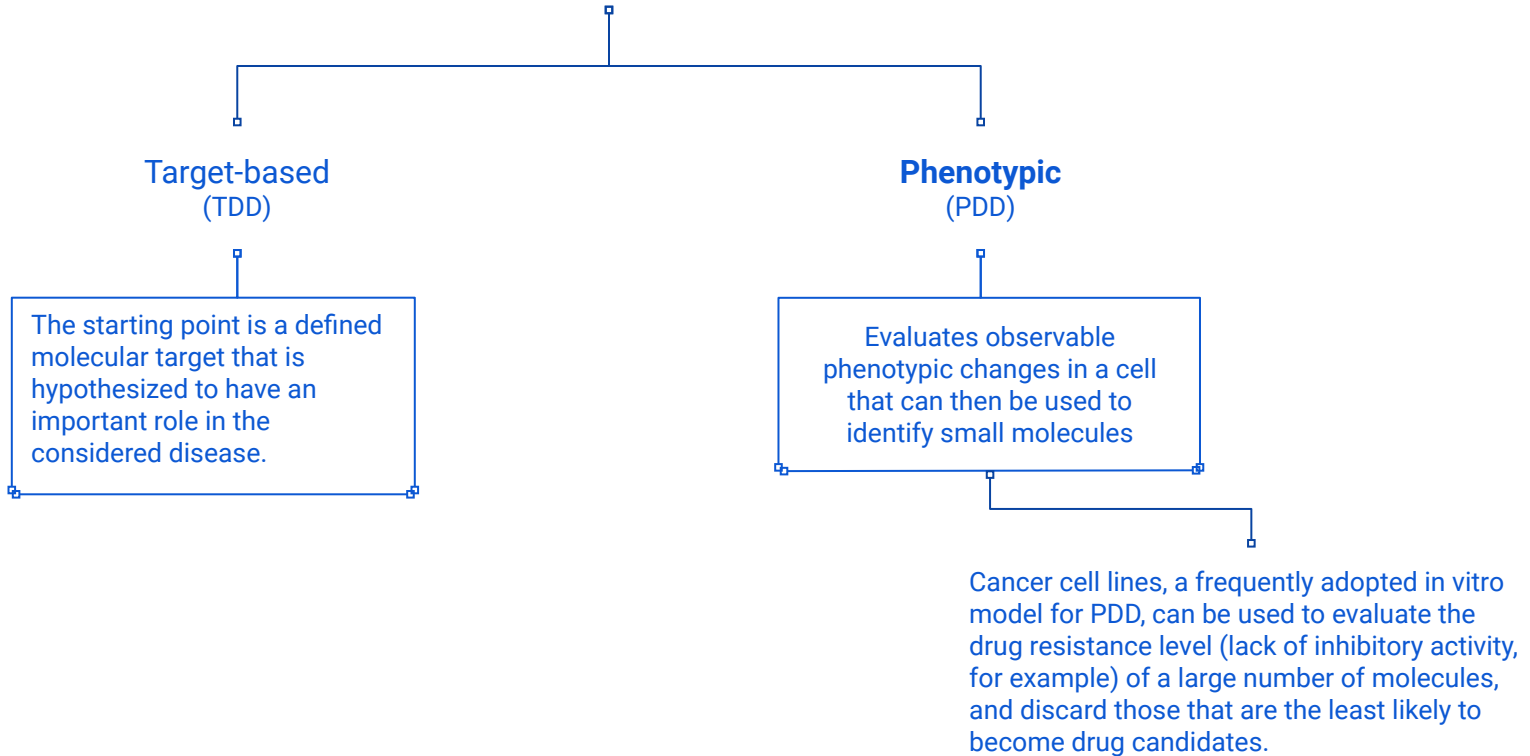 Target-based
(TDD)
Phenotypic
(PDD)
The starting point is a defined
molecular target that is
hypothesized to have an
important role in the
considered disease.
Evaluates observable
phenotypic changes in a cell
that can then be used to
identify small molecules
Cancer cell lines, a frequently adopted in vitro
model for PDD, can be used to evaluate the
drug resistance level (lack of inhibitory activity,
for example) of a large number of molecules,
and discard those that are the least likely to
become drug candidates.